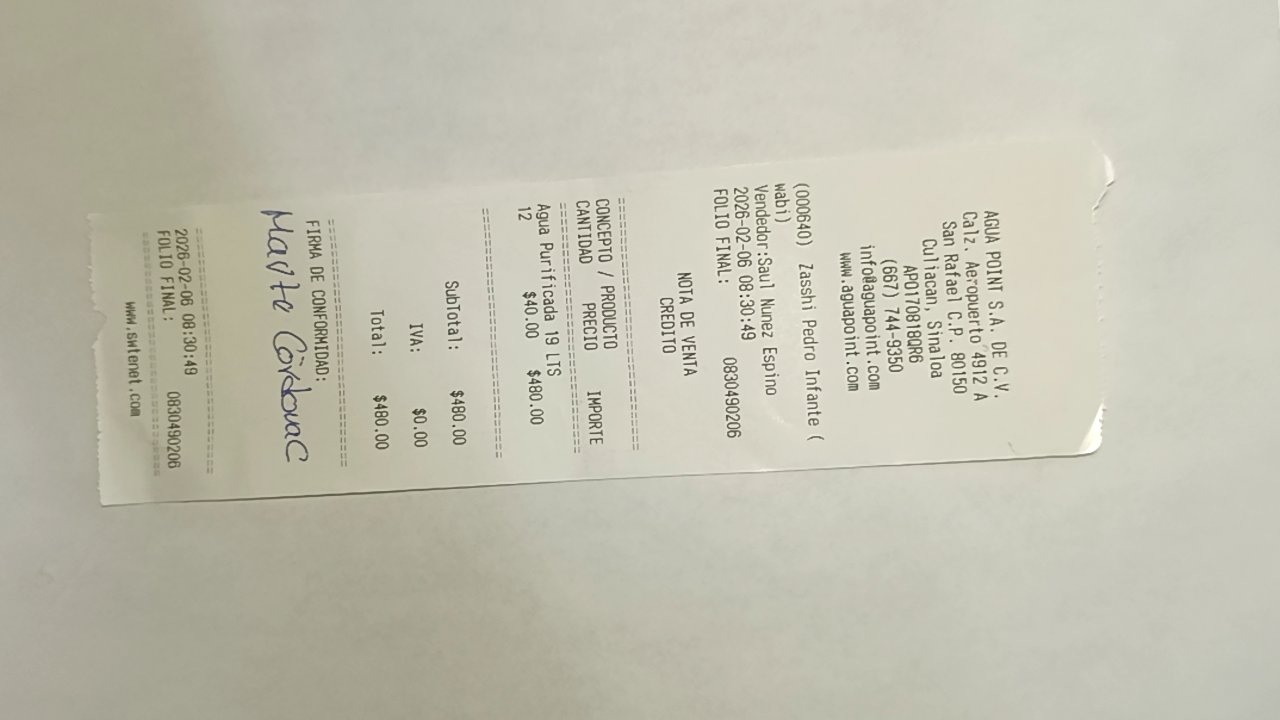 AGUA POINT S.A. DE C.V.
Calz. Aeropuerto 4912 A
San Rafael C.P. 80150
Culiacan, Sinaloa
APO170818QR6
(667) 744-9350
info@aguapoint.com
www.aguapoint.com
(000640) Zasshi Pedro Infante (
wabi)
Vendedor:Saul Nunez Espino
2026-02-06 08:30:49
FOLIO FINAL: 0830490206
NOTA DE VENTA
CREDITO
CONCEPTO / PRODUCTO
CANTIDAD PRECIO IMPORTE
Agua Purificada 19 LTS
12 $40.00 $480.00
SubTotal: $480.00
IVA: $0.00
Total: $480.00
FIRMA DE CONFORMIDAD:
Marte Córdova C
2026-02-06 08:30:49
FOLIO FINAL: 0830490206
www.swtenet.com